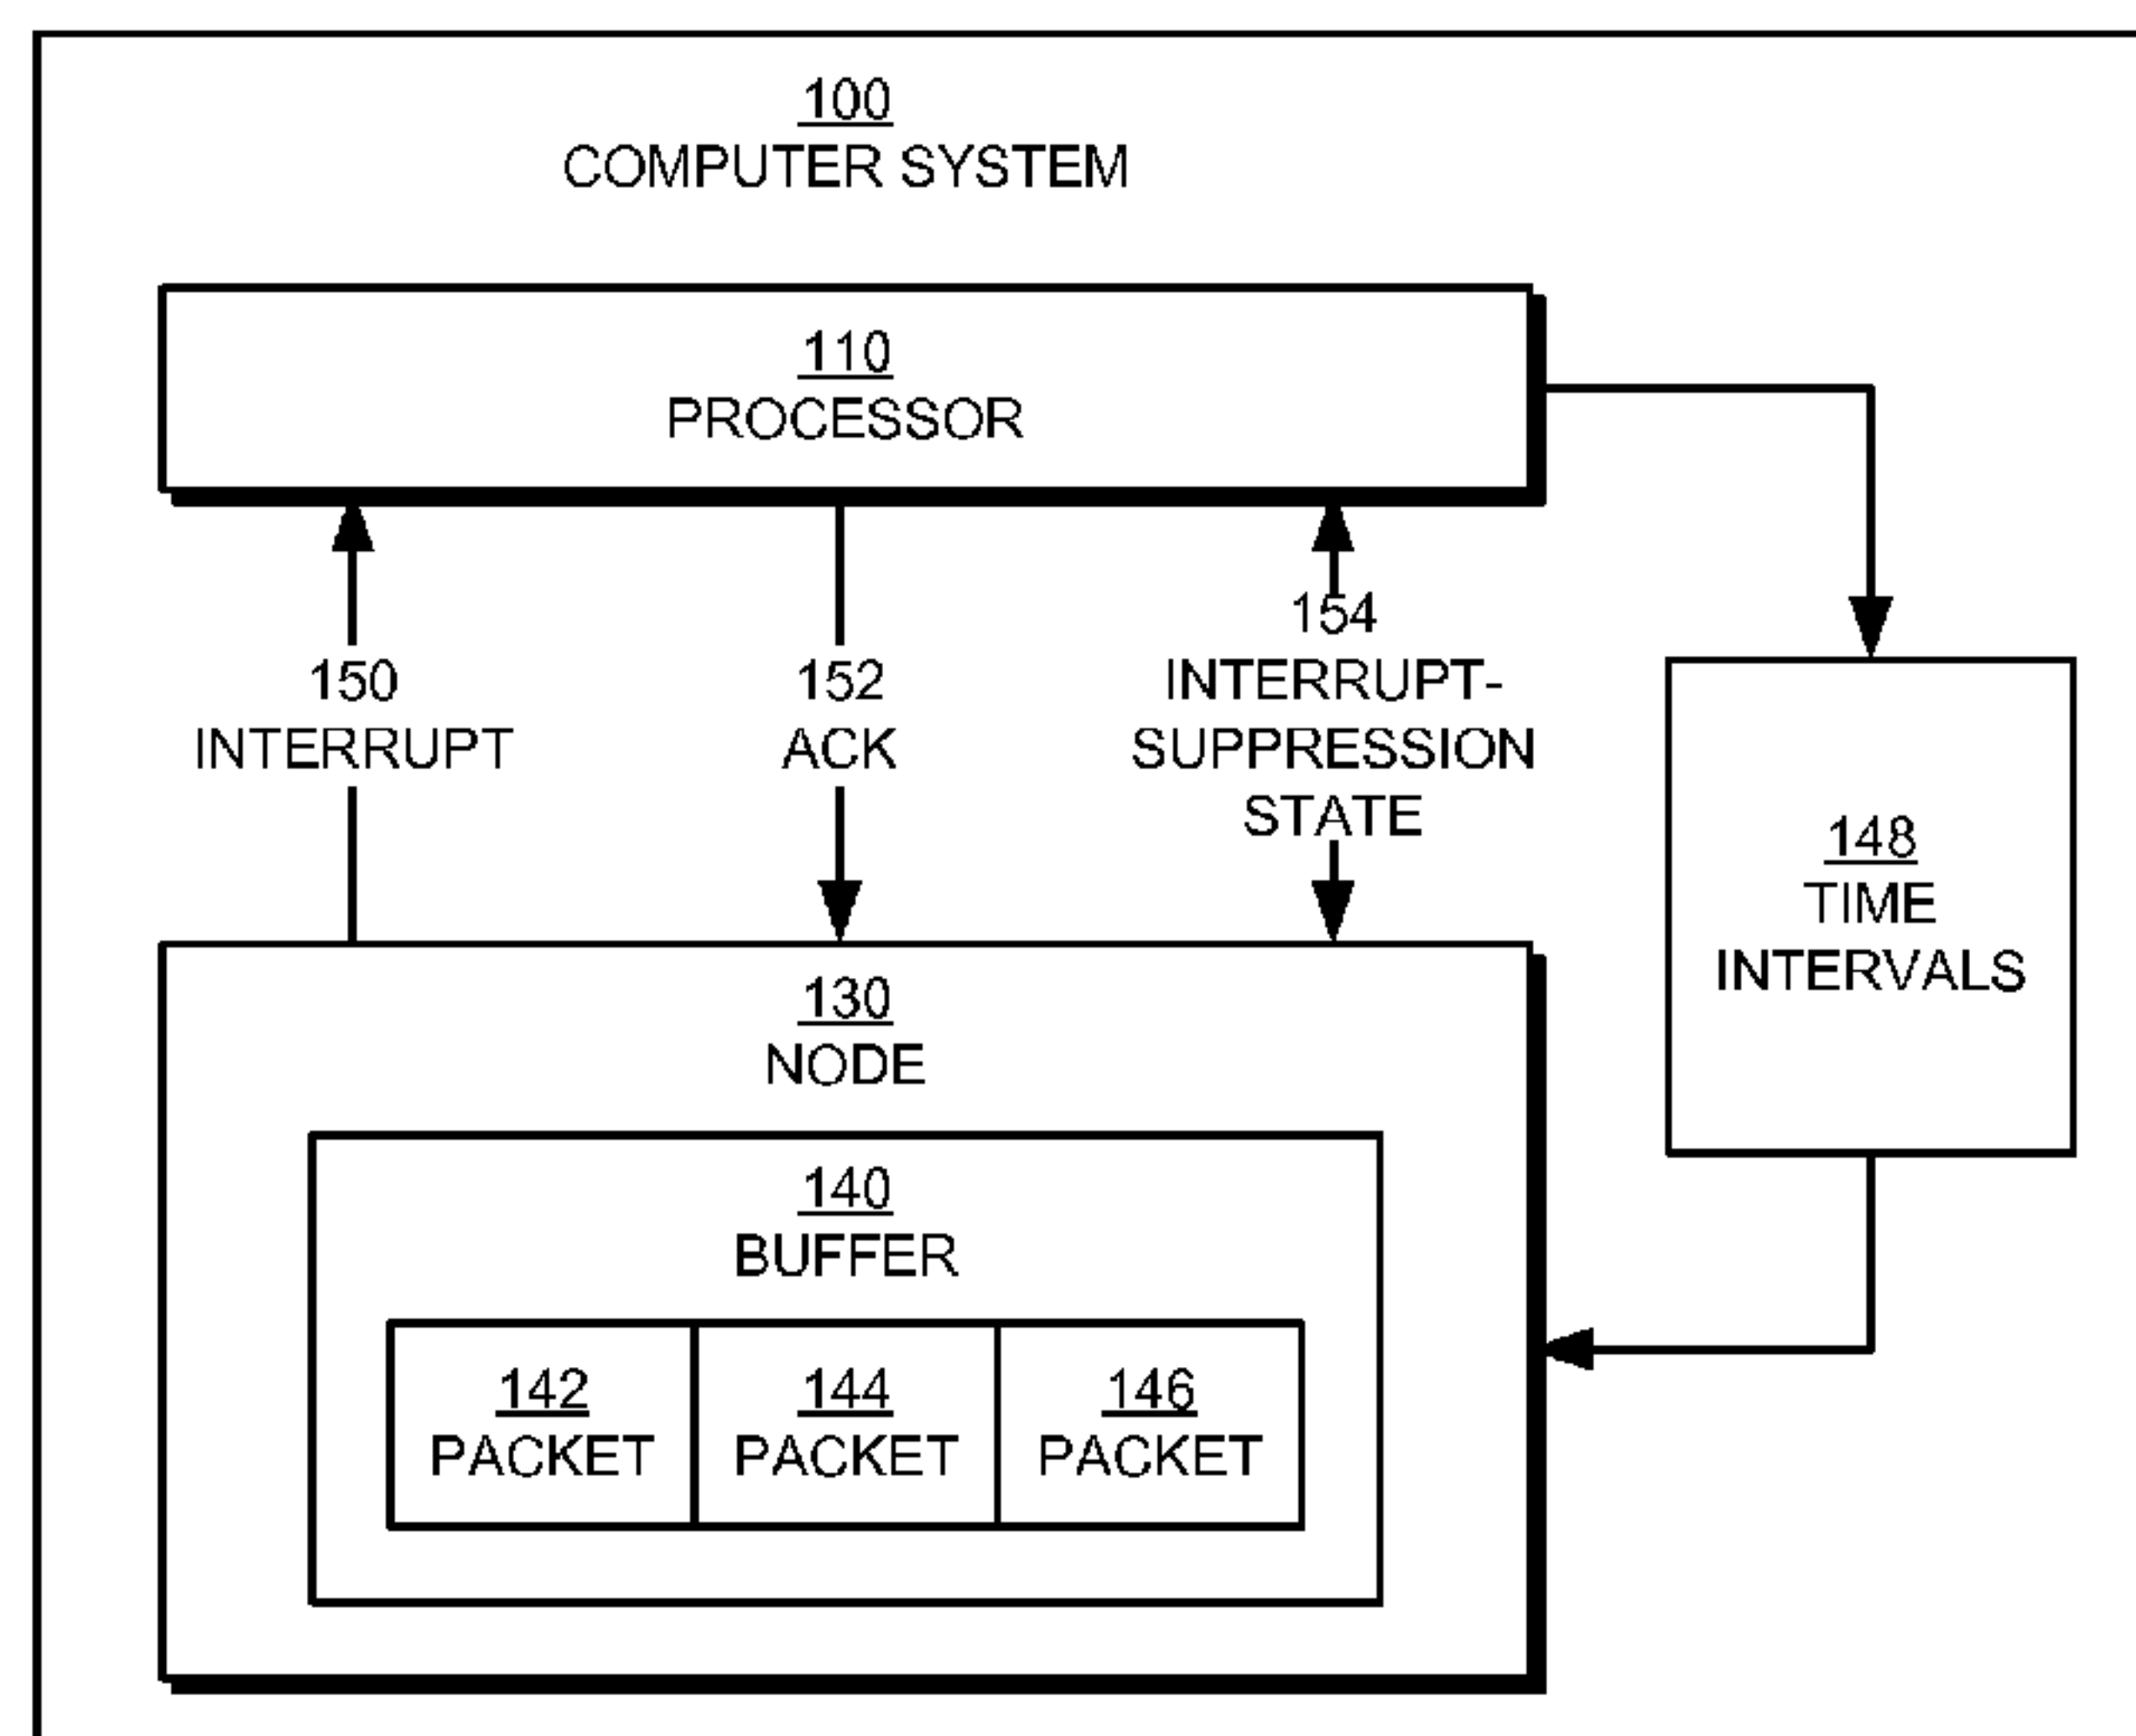 100
COMPUTER SYSTEM
110
PROCESSOR
150
INTERRUPT
152
ACK
154
INTERRUPT-
SUPPRESSION
STATE
148
TIME
INTERVALS
130
NODE
140
BUFFER
142
PACKET
144
PACKET
146
PACKET